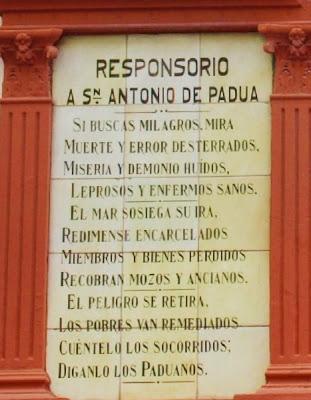 RESPONSORIO
A SN. ANTONIO DE PADUA
SI BUSCAS MILAGROS, MIRA
MUERTE Y ERROR DESTERRADOS,
MISERIA Y DEMONIO HUIDOS,
LEPROSOS Y ENFERMOS SANOS.
EL MAR SOSIEGA SU IRA,
REDIMENSE ENCARCELADOS
MIEMBROS Y BIENES PERDIDOS
RECOBRAN MOZOS Y ANCIANOS.
EL PELIGRO SE RETIRA,
LOS POBRES VAN REMEDIADOS
CUÉNTELO LOS SOCORRIDOS;
DIGANLO LOS PADUANOS.